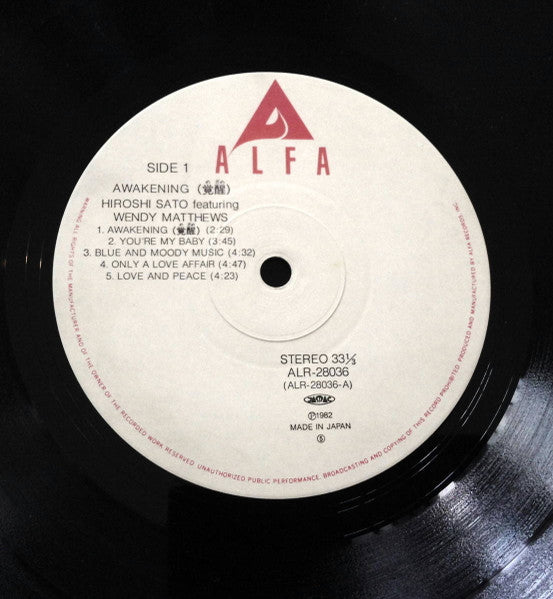 ALFA
SIDE 1
AWAKENING (覚醒)
HIROSHI SATO featuring
WENDY MATTHEWS
1. AWAKENING (覚醒) (2:29)
2. YOU'RE MY BABY (3:45)
3. BLUE AND MOODY MUSIC (4:32)
4. ONLY A LOVE AFFAIR (4:47)
5. LOVE AND PEACE (4:23)
STEREO 33⅓
ALR-28036
(ALR-28036-A)
JASRAC
Ⓟ1982
MADE IN JAPAN
Ⓢ
WARNING: ALL RIGHTS OF THE MANUFACTURER AND OF THE OWNER OF THE RECORDED WORK RESERVED. UNAUTHORIZED PUBLIC PERFORMANCE, BROADCASTING AND COPYING OF THIS RECORD PROHIBITED. PRODUCED AND MANUFACTURED BY ALFA RECORDS, INC.